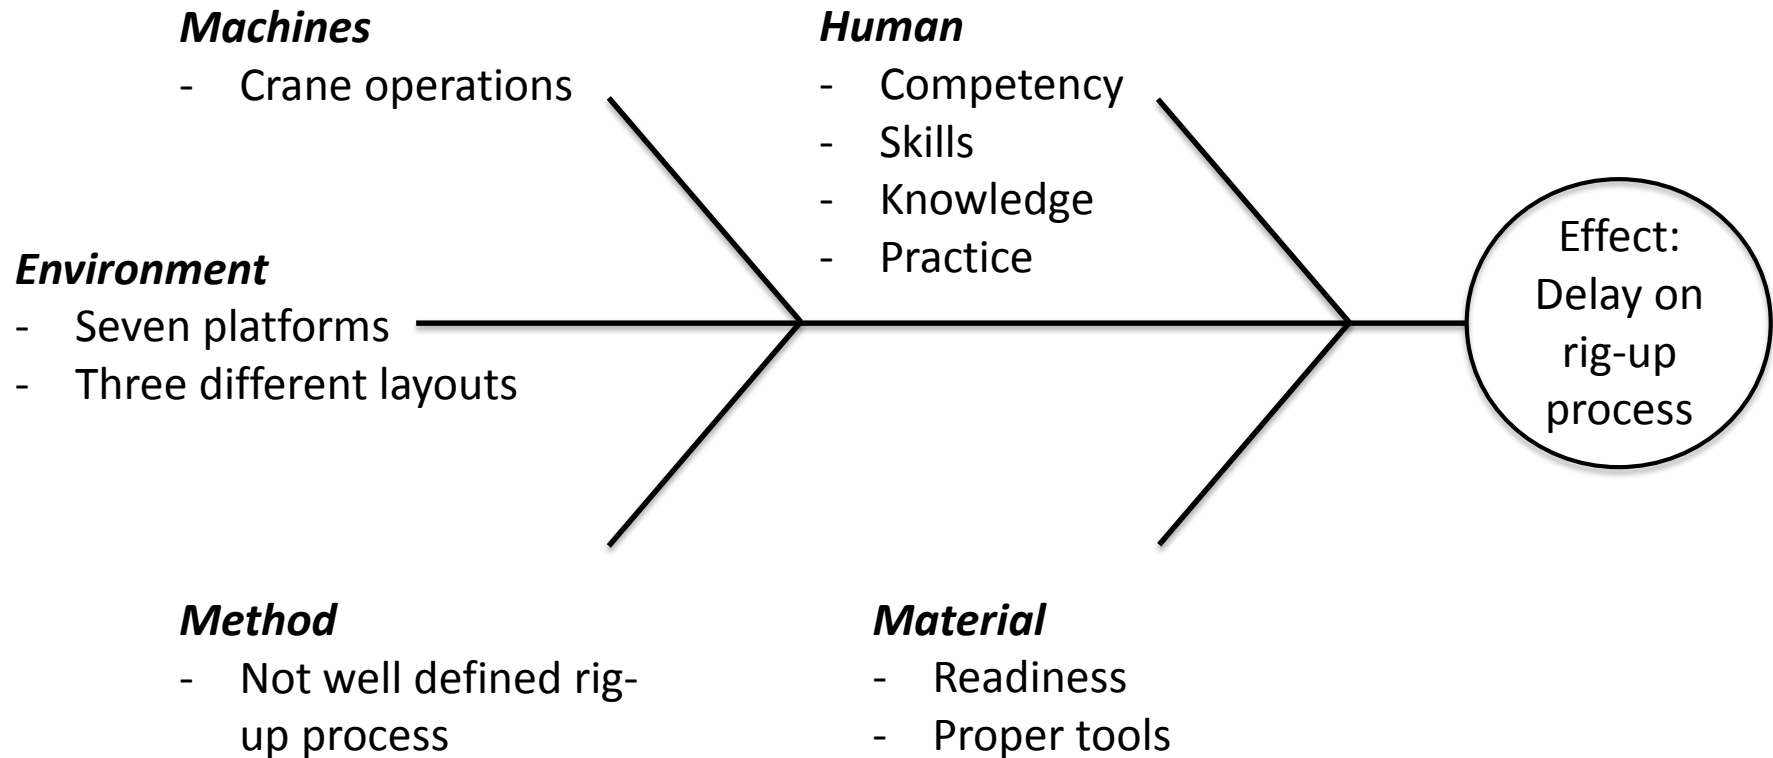 Machines
- Crane operations
Human
- Competency
- Skills
- Knowledge
- Practice
Environment
- Seven platforms
- Three different layouts
Effect:
Delay on
rig-up
process
Method
- Not well defined rig-
up process
Material
- Readiness
- Proper tools